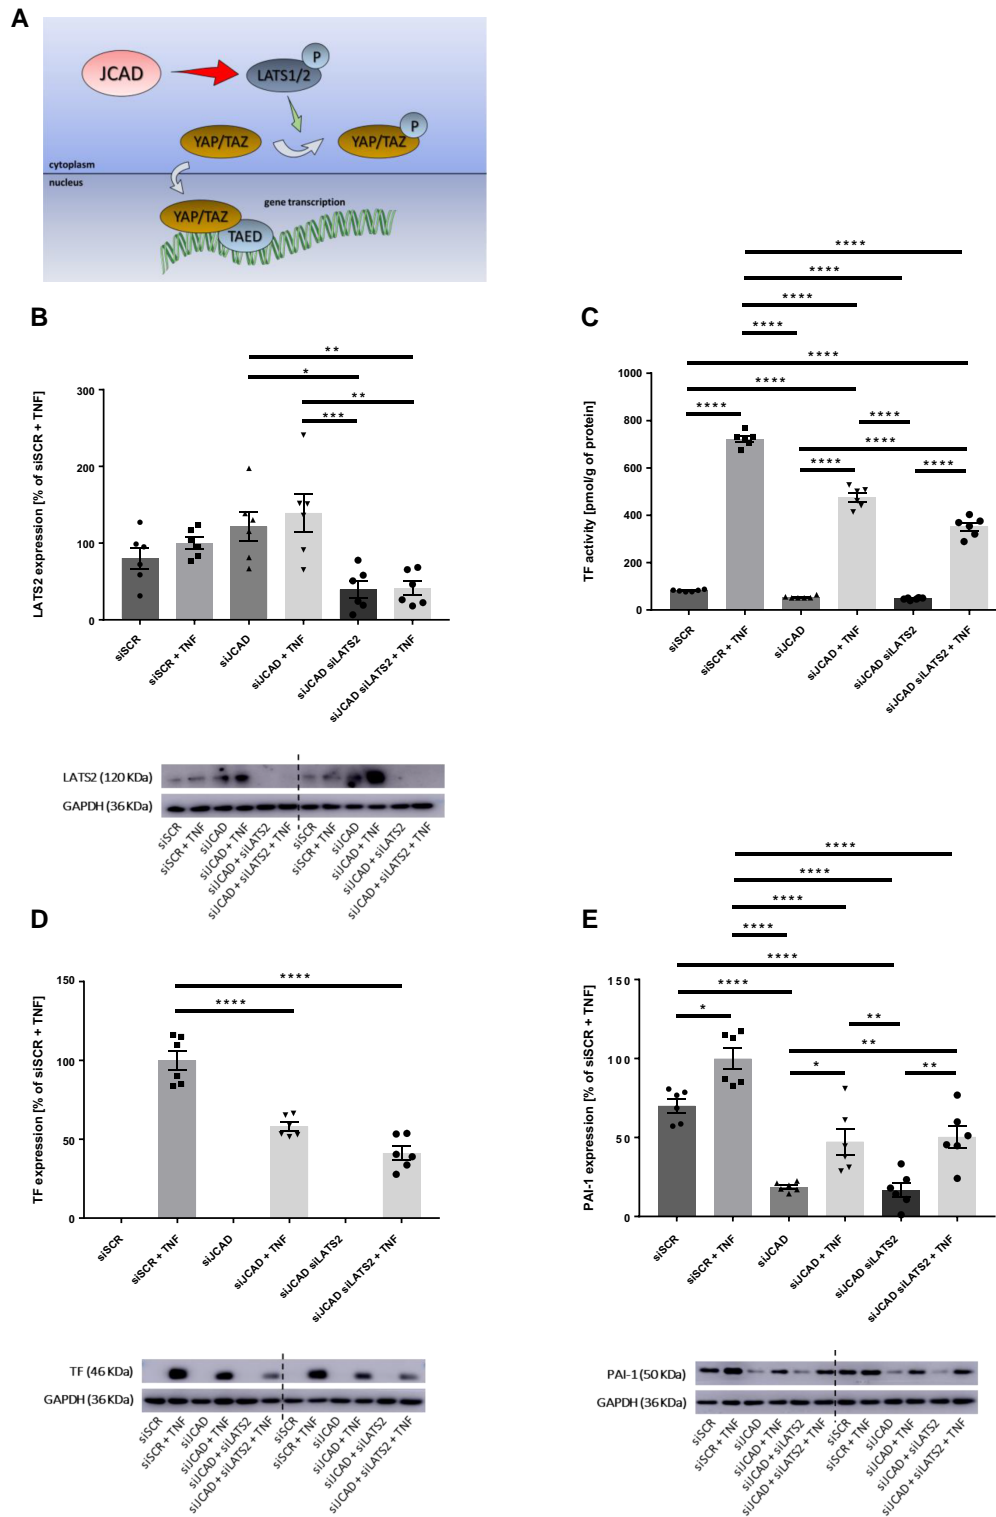 A
JCAD
LATS1/2
P
YAP/TAZ
YAP/TAZ
P
cytoplasm
nucleus
gene transcription
YAP/TAZ
TAED
B
LATS2 expression [% of siSCR + TNF]
300
200
100
0
**
*
**
***
siSCR
siSCR + TNF
siJCAD
siJCAD + TNF
siJCAD siLATS2
siJCAD siLATS2 + TNF
LATS2 (120 KDa)
GAPDH (36 KDa)
siSCR
siSCR + TNF
siJCAD
siJCAD + TNF
siJCAD + siLATS2
siJCAD + siLATS2 + TNF
siSCR
siSCR + TNF
siJCAD
siJCAD + TNF
siJCAD + siLATS2
siJCAD + siLATS2 + TNF
C
TF activity [pmol/g of protein]
1000
800
600
400
200
0
****
****
****
****
****
****
****
****
****
****
****
siSCR
siSCR + TNF
siJCAD
siJCAD + TNF
siJCAD siLATS2
siJCAD siLATS2 + TNF
D
TF expression [% of siSCR + TNF]
150
100
50
0
****
****
siSCR
siSCR + TNF
siJCAD
siJCAD + TNF
siJCAD siLATS2
siJCAD siLATS2 + TNF
TF (46 KDa)
GAPDH (36 KDa)
siSCR
siSCR + TNF
siJCAD
siJCAD + TNF
siJCAD + siLATS2
siJCAD + siLATS2 + TNF
siSCR
siSCR + TNF
siJCAD
siJCAD + TNF
siJCAD + siLATS2
siJCAD + siLATS2 + TNF
E
PAI-1 expression [% of siSCR + TNF]
150
100
50
0
****
****
****
****
****
****
*
**
**
*
**
siSCR
siSCR + TNF
siJCAD
siJCAD + TNF
siJCAD siLATS2
siJCAD siLATS2 + TNF
PAI-1 (50 KDa)
GAPDH (36 KDa)
siSCR
siSCR + TNF
siJCAD
siJCAD + TNF
siJCAD + siLATS2
siJCAD + siLATS2 + TNF
siSCR
siSCR + TNF
siJCAD
siJCAD + TNF
siJCAD + siLATS2
siJCAD + siLATS2 + TNF